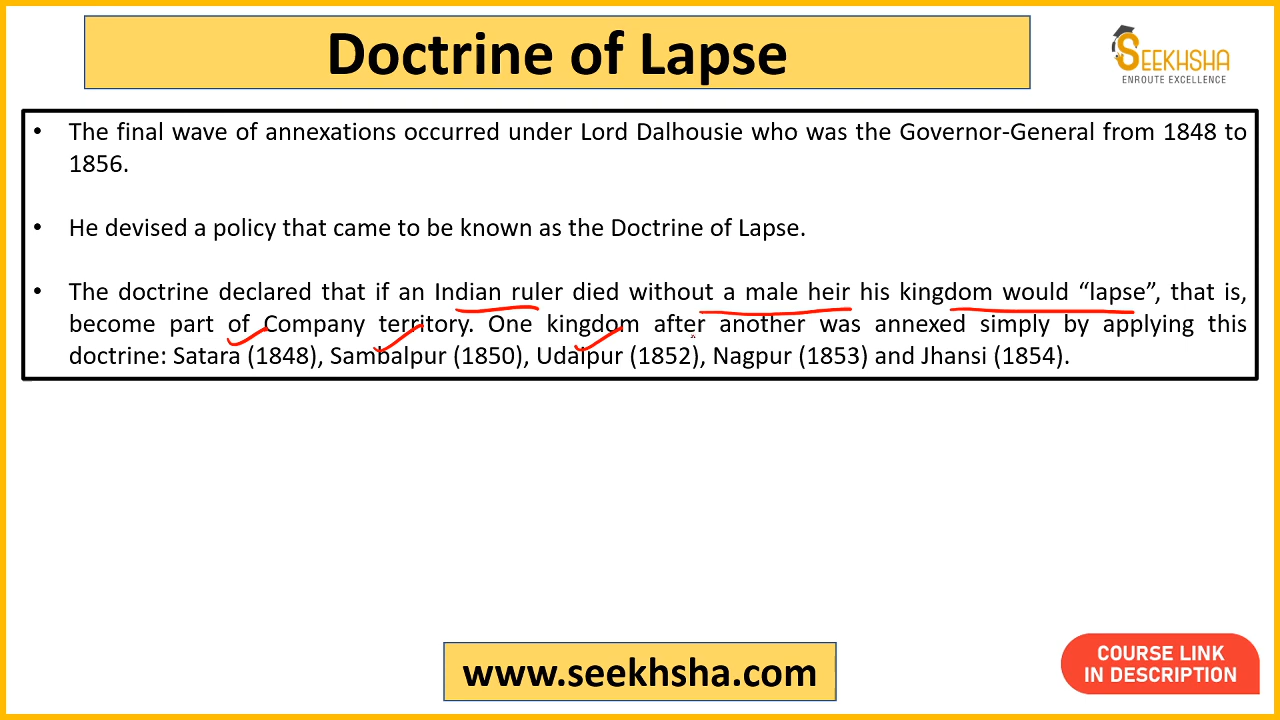 Doctrine of Lapse
SEEKHSHA
ENROUTE EXCELLENCE
• The final wave of annexations occurred under Lord Dalhousie who was the Governor-General from 1848 to
1856.
• He devised a policy that came to be known as the Doctrine of Lapse.
• The doctrine declared that if an Indian ruler died without a male heir his kingdom would “lapse”, that is,
become part of Company territory. One kingdom after another was annexed simply by applying this
doctrine: Satara (1848), Sambalpur (1850), Udaipur (1852), Nagpur (1853) and Jhansi (1854).
www.seekhsha.com
COURSE LINK
IN DESCRIPTION